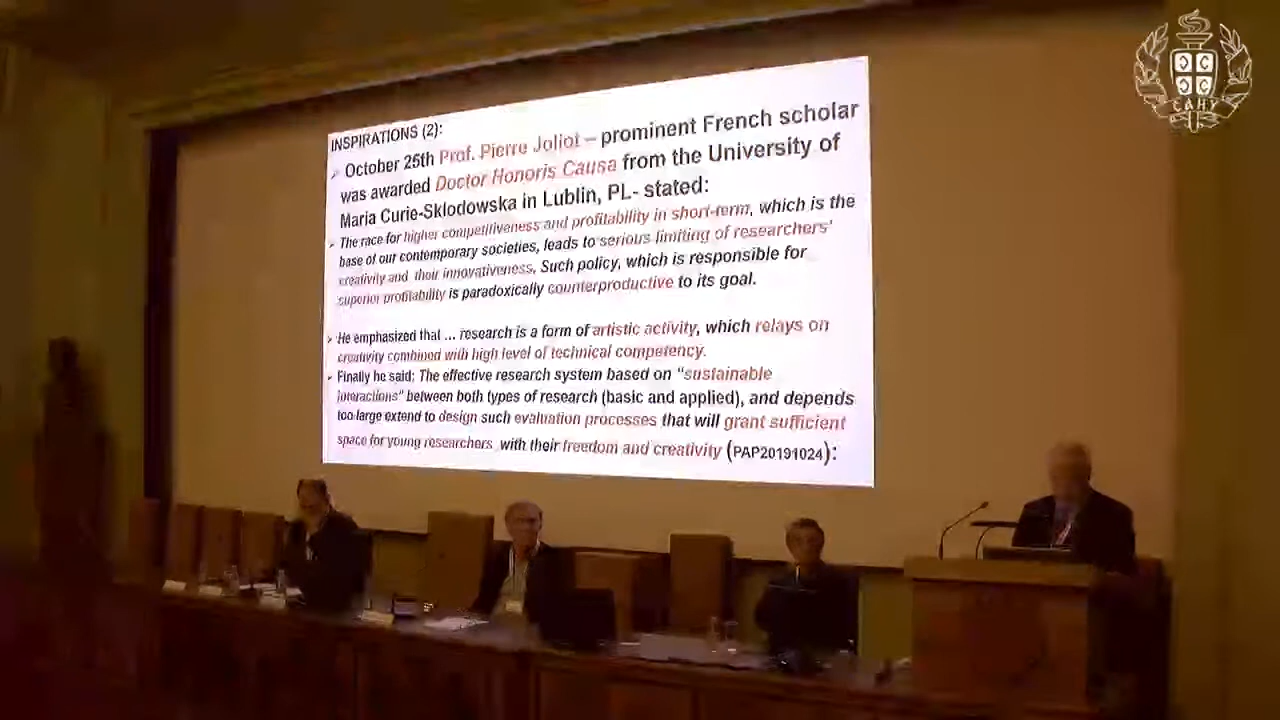 INSPIRATIONS (2):
October 25th Prof. Pierre Joliot – prominent French scholar
was awarded Doctor Honoris Causa from the University of
Maria Curie-Sklodowska in Lublin, PL- stated:
The race for higher competitiveness and profitability in short-term, which is the
base of our contemporary societies, leads to serious limiting of researchers'
creativity and their innovativeness. Such policy, which is responsible for
superior profitability is paradoxically counterproductive to its goal.
He emphasized that ... research is a form of artistic activity, which relays on
creativity combined with high level of technical competency.
Finally he said: The effective research system based on "sustainable
interactions" between both types of research (basic and applied), and depends
too large extend to design such evaluation processes that will grant sufficient
space for young researchers with their freedom and creativity (PAP20191024):
САНУ